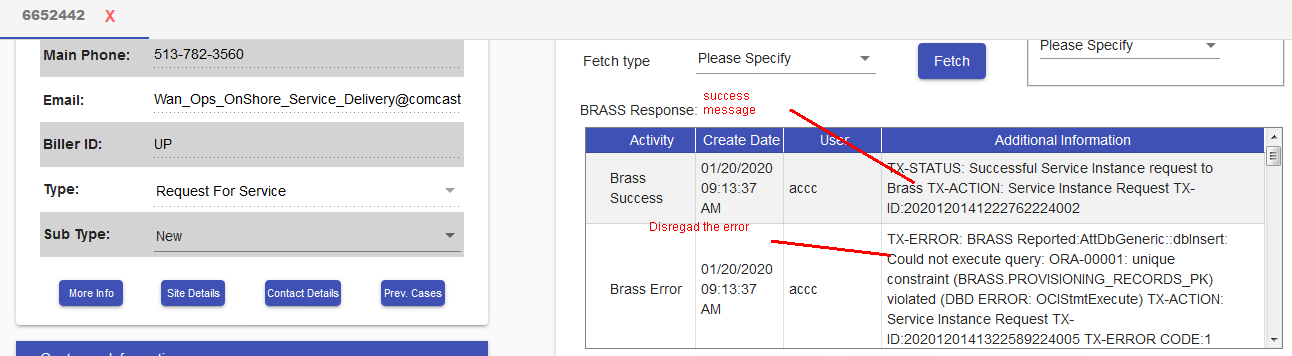 6652442 X
Main Phone: 513-782-3560
Email: Wan_Ops_OnShore_Service_Delivery@comcast
Biller ID: UP
Type: Request For Service
Sub Type: New
More Info Site Details Contact Details Prev. Cases
Fetch type Please Specify Fetch
Please Specify
BRASS Response: success
message
Activity Create Date User Additional Information
Brass
Success
01/20/2020
09:13:37
AM
accc
TX-STATUS: Successful Service Instance request to
Brass TX-ACTION: Service Instance Request TX-
ID:2020120141222762224002
Disregad the error
Brass Error
01/20/2020
09:13:37
AM
accc
TX-ERROR: BRASS Reported:AttDbGeneric::dbInsert:
Could not execute query: ORA-00001: unique
constraint (BRASS.PROVISIONING_RECORDS_PK)
violated (DBD ERROR: OCIStmtExecute) TX-ACTION:
Service Instance Request TX-
ID:2020120141322589224005 TX-ERROR CODE:1